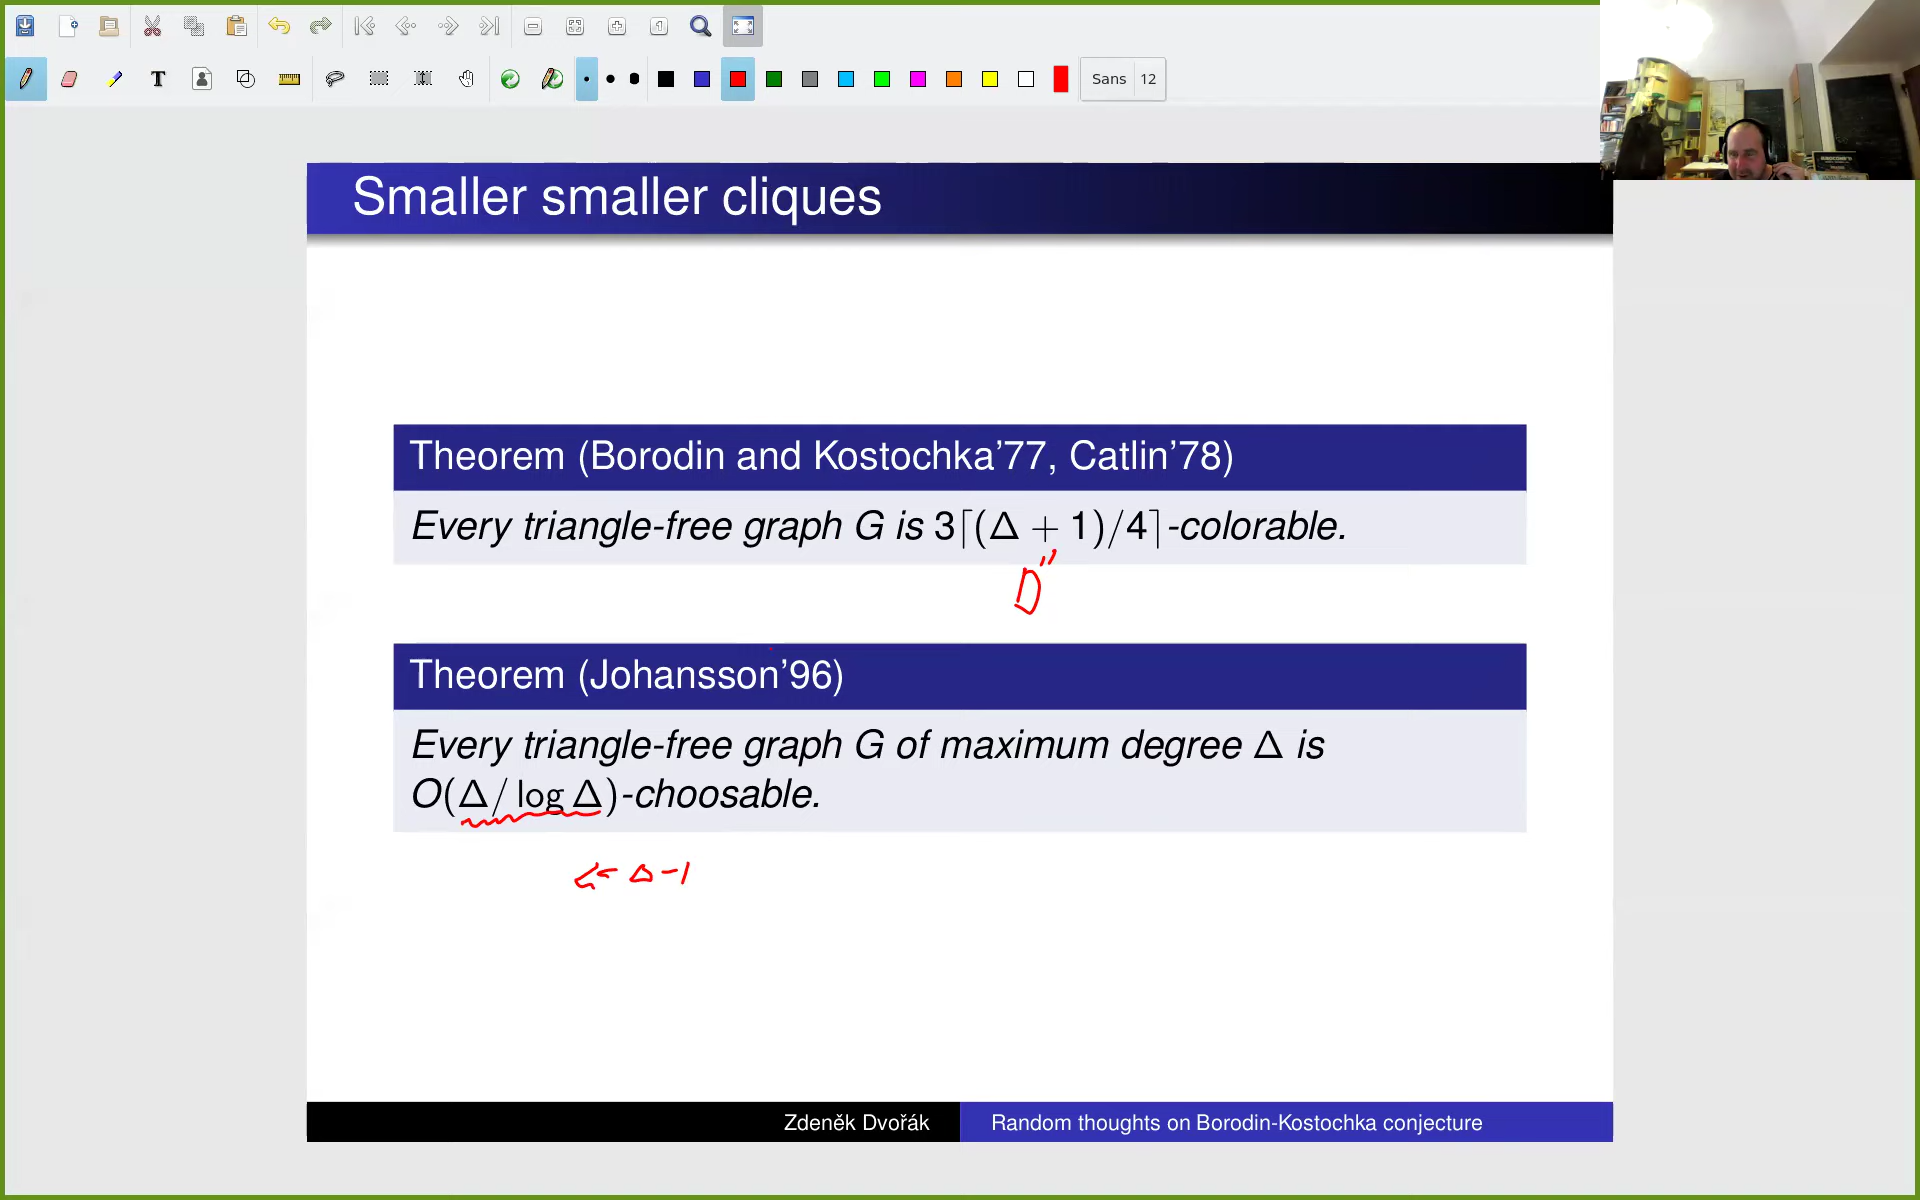 T
Sans 12
Smaller smaller cliques
Theorem (Borodin and Kostochka'77, Catlin'78)
Every triangle-free graph G is 3⌈(Δ + 1)/4⌉-colorable.
D
Theorem (Johansson'96)
Every triangle-free graph G of maximum degree Δ is
O(Δ/ log Δ)-choosable.
Δ-1
Zdeněk Dvořák
Random thoughts on Borodin-Kostochka conjecture